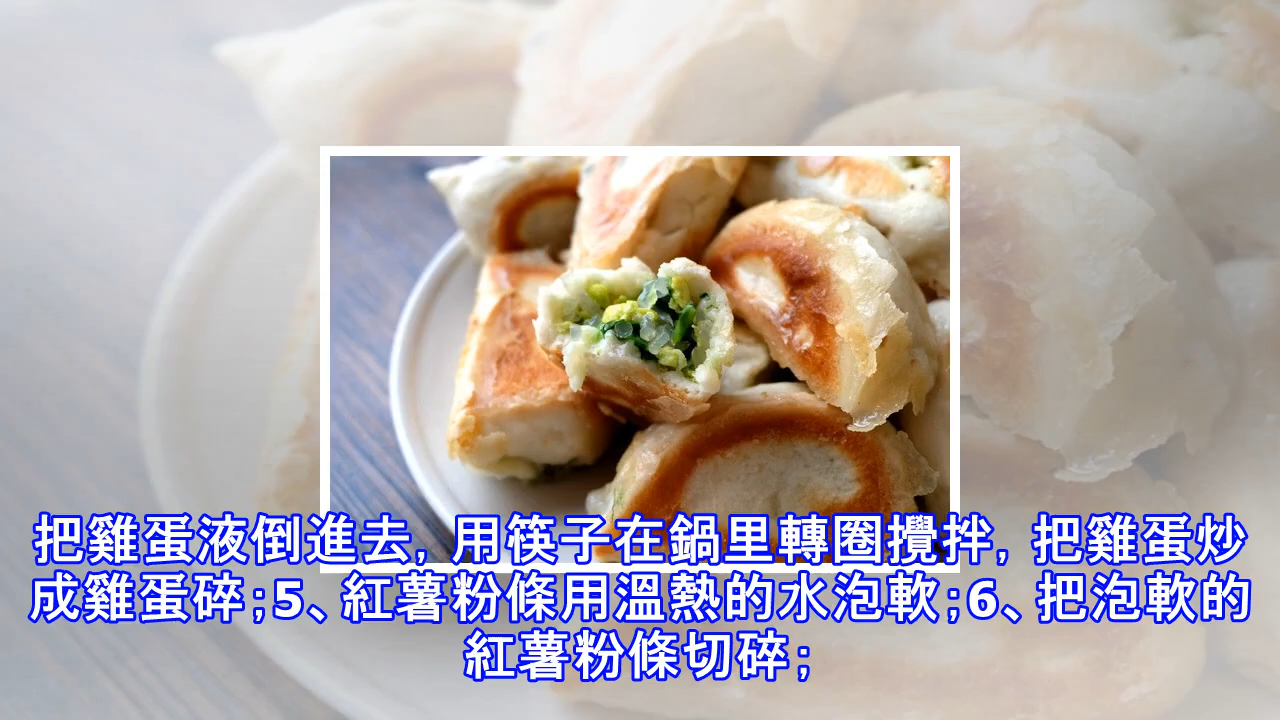 把雞蛋液倒進去,用筷子在鍋里轉圈攪拌,把雞蛋炒
成雞蛋碎;5、紅薯粉條用溫熱的水泡軟;6、把泡軟的
紅薯粉條切碎;